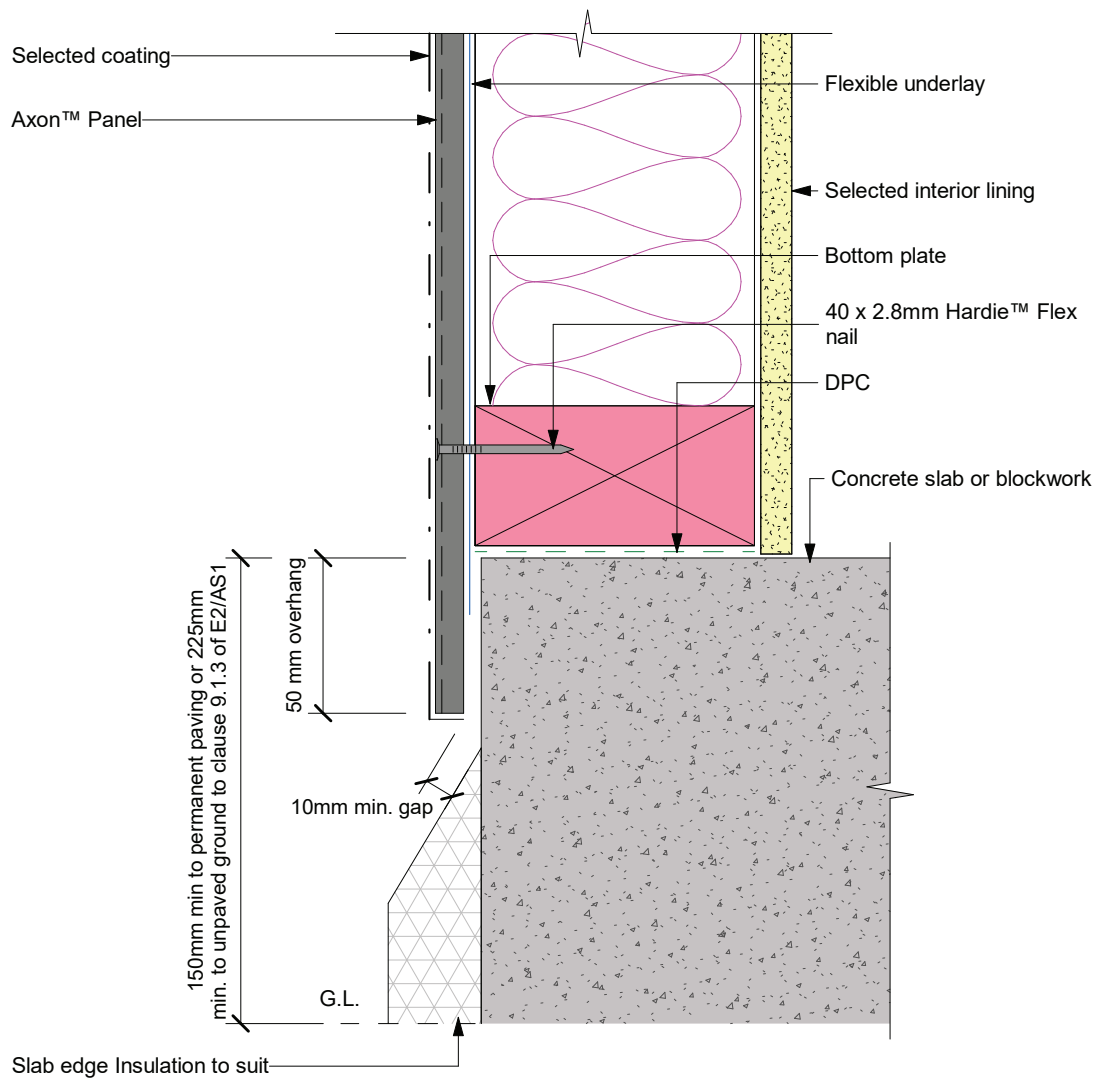 Selected coating
Axon™ Panel
Flexible underlay
Selected interior lining
Bottom plate
40 x 2.8mm Hardie™ Flex
nail
DPC
Concrete slab or blockwork
150mm min to permanent paving or 225mm
min. to unpaved ground to clause 9.1.3 of E2/AS1
50 mm overhang
10mm min. gap
G.L.
Slab edge Insulation to suit